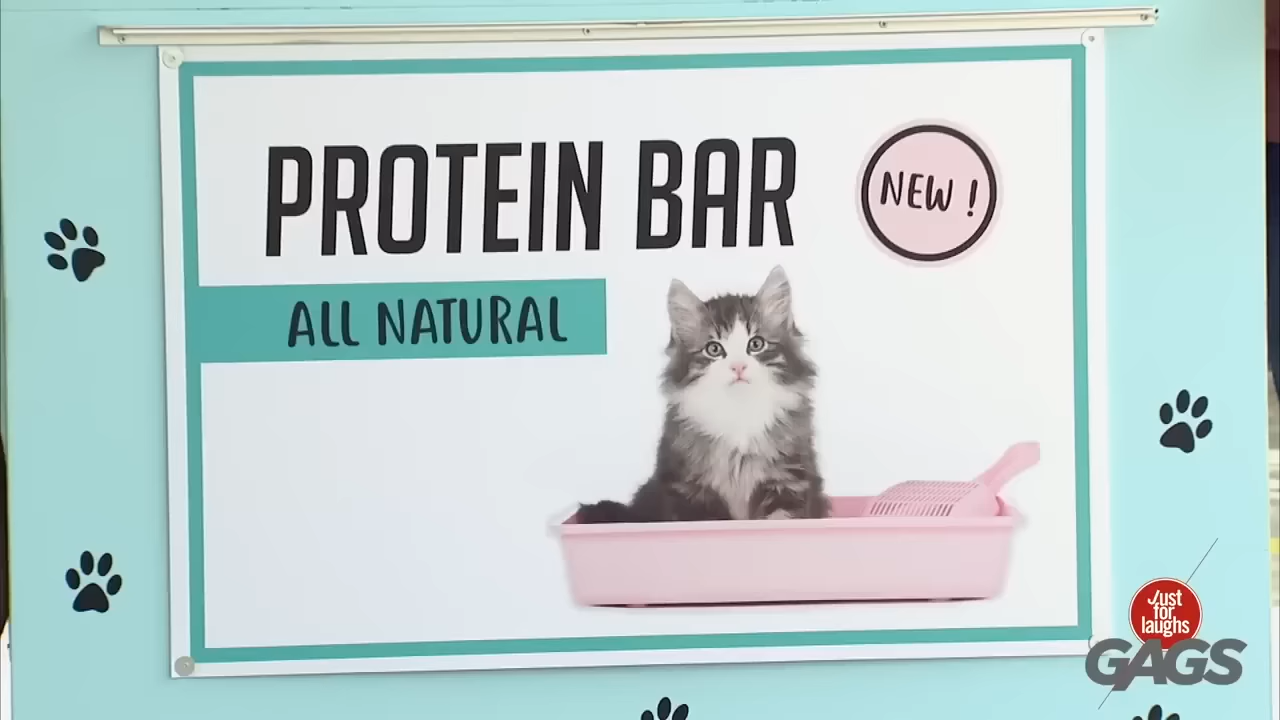 PROTEIN BAR
NEW !
ALL NATURAL
Just
for
laughs
GAGS